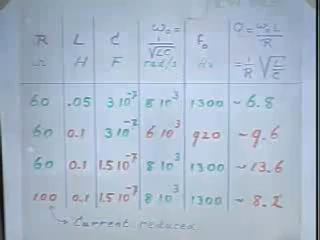 R L C ω₀ = 1/√LC f₀ Q = ω₀L/R
Ω H F rad/s Hz = 1/R √L/C
60 .05 3 10⁻⁷ 8 10³ 1300 ~ 6.8
60 0.1 3 10⁻⁷ 6 10³ 920 ~ 9.6
60 0.1 1.5 10⁻⁷ 8 10³ 1300 ~ 13.6
100 0.1 1.5 10⁻⁷ 8 10³ 1300 ~ 8.2
Current reduced